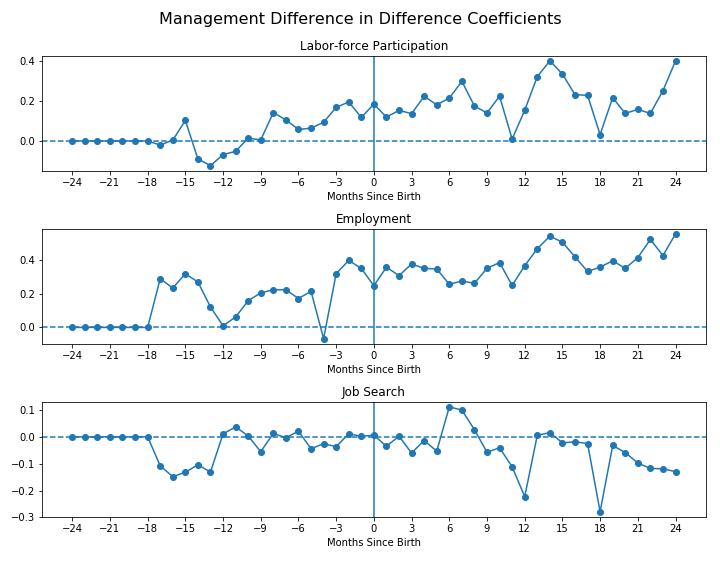 Management Difference in Difference Coefficients
Labor-force Participation
0.4
0.2
0.0
−24 −21 −18 −15 −12 −9 −6 −3 0 3 6 9 12 15 18 21 24
Months Since Birth
Employment
0.4
0.2
0.0
−24 −21 −18 −15 −12 −9 −6 −3 0 3 6 9 12 15 18 21 24
Months Since Birth
Job Search
0.1
0.0
−0.1
−0.2
−0.3
−24 −21 −18 −15 −12 −9 −6 −3 0 3 6 9 12 15 18 21 24
Months Since Birth